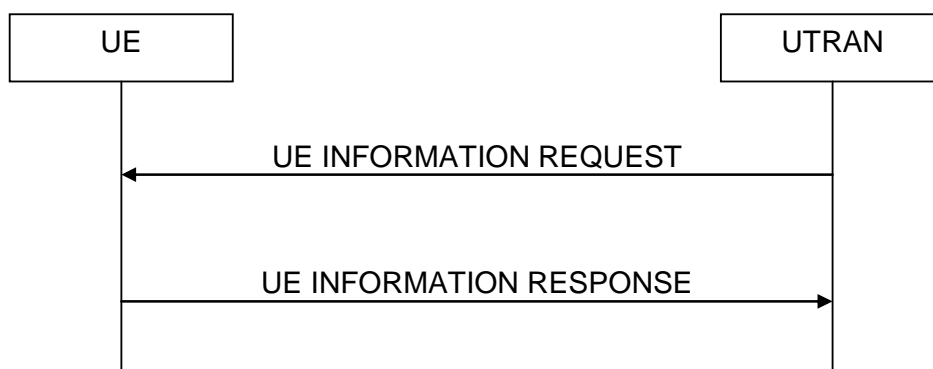 UE
UTRAN
UE INFORMATION REQUEST
UE INFORMATION RESPONSE